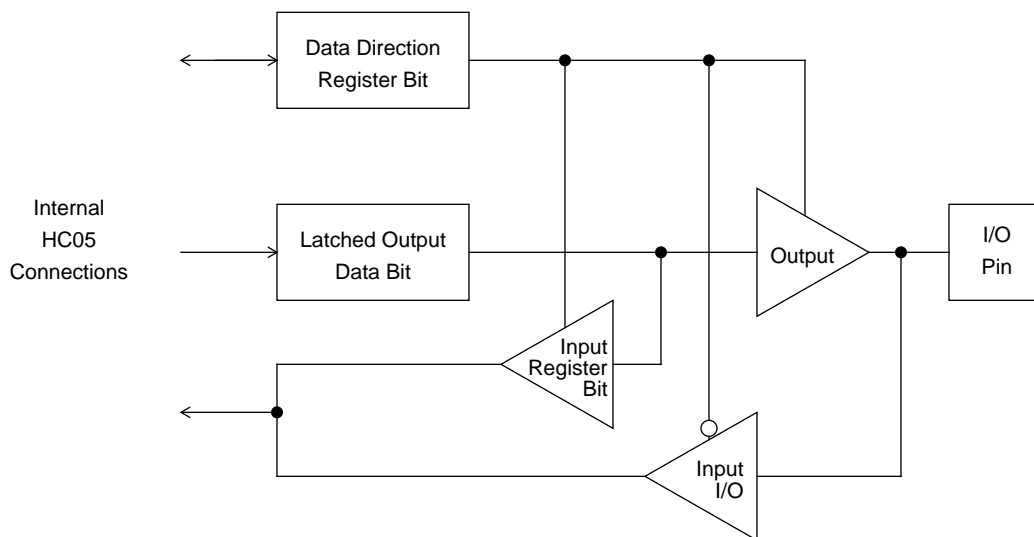 Data Direction
Register Bit
Internal
HC05
Connections
Latched Output
Data Bit
Output
I/O
Pin
Input
Register
Bit
Input
I/O